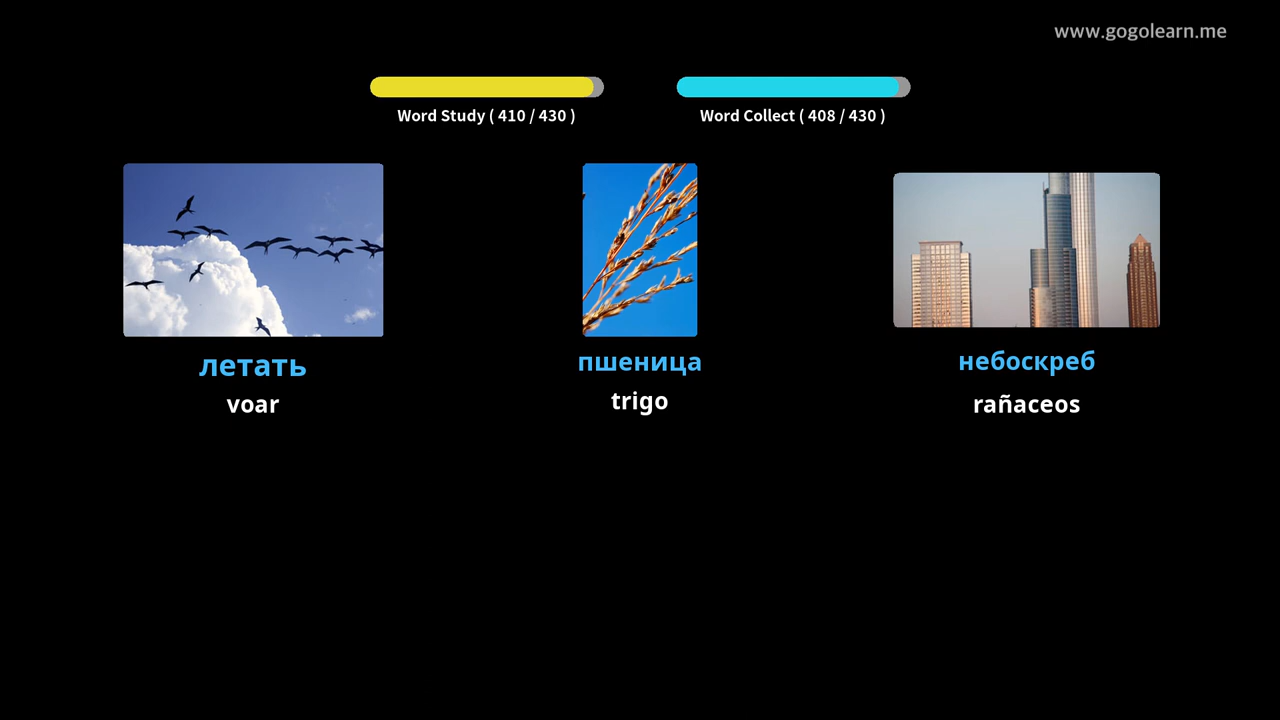 www.gogolearn.me
Word Study ( 410 / 430 )
Word Collect ( 408 / 430 )
летать
voar
пшеница
trigo
небоскреб
rañaceos